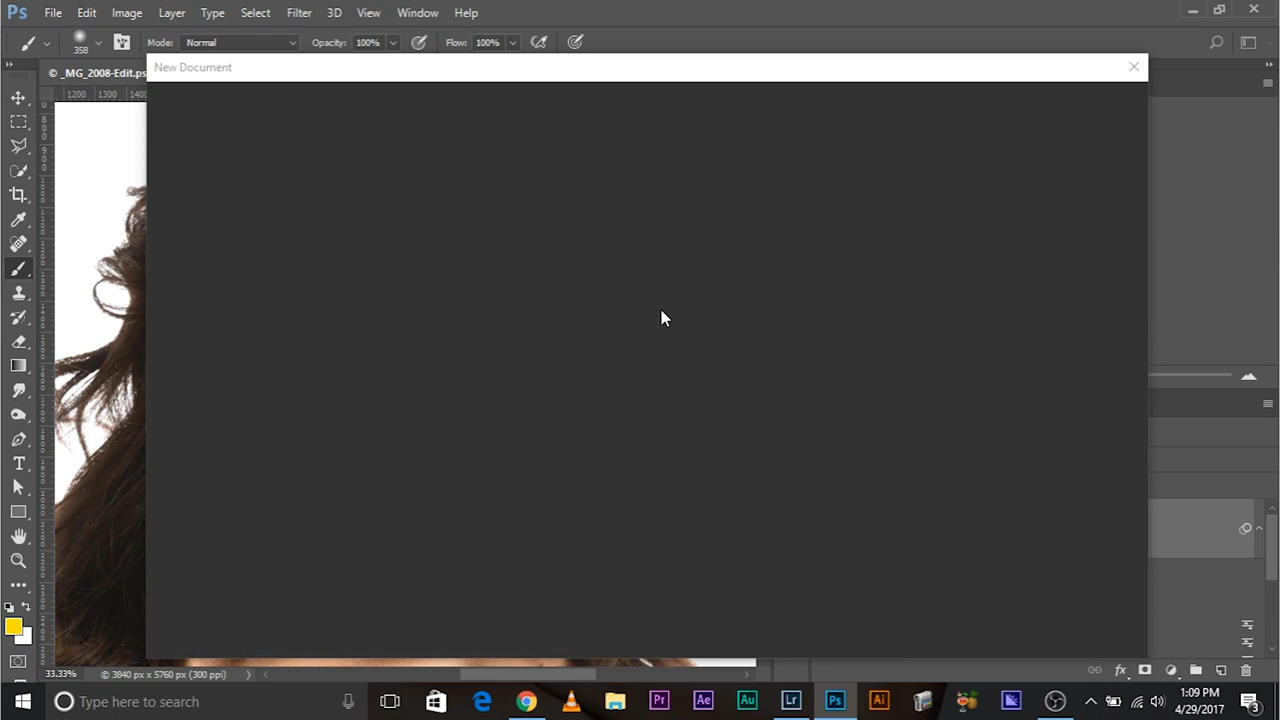 Ps File Edit Image Layer Type Select Filter 3D View Window Help
358 Mode: Normal Opacity: 100% Flow: 100%
© _MG_2008-Edit.ps
New Document
1200 1300 1400
33.33% © 3840 px x 5760 px (300 ppi)
fx
Type here to search
Pr Ae Au Lr Ps Ai
1:09 PM
4/29/2017
3